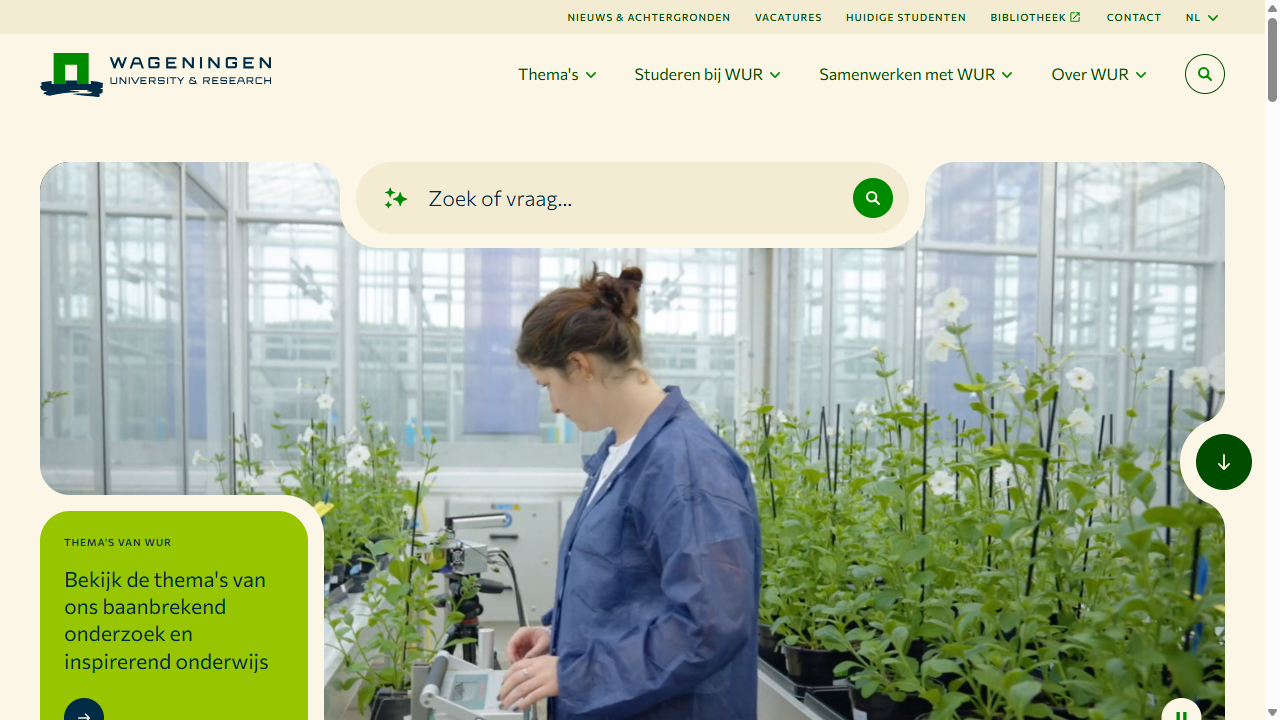 NIEUWS & ACHTERGRONDEN
VACATURES
HUIDIGE STUDENTEN
BIBLIOTHEEK
CONTACT
NL
WAGENINGEN
UNIVERSITY & RESEARCH
Thema's
Studeren bij WUR
Samenwerken met WUR
Over WUR
Zoek of vraag...
THEMA'S VAN WUR
Bekijk de thema's van
ons baanbrekend
onderzoek en
inspirerend onderwijs